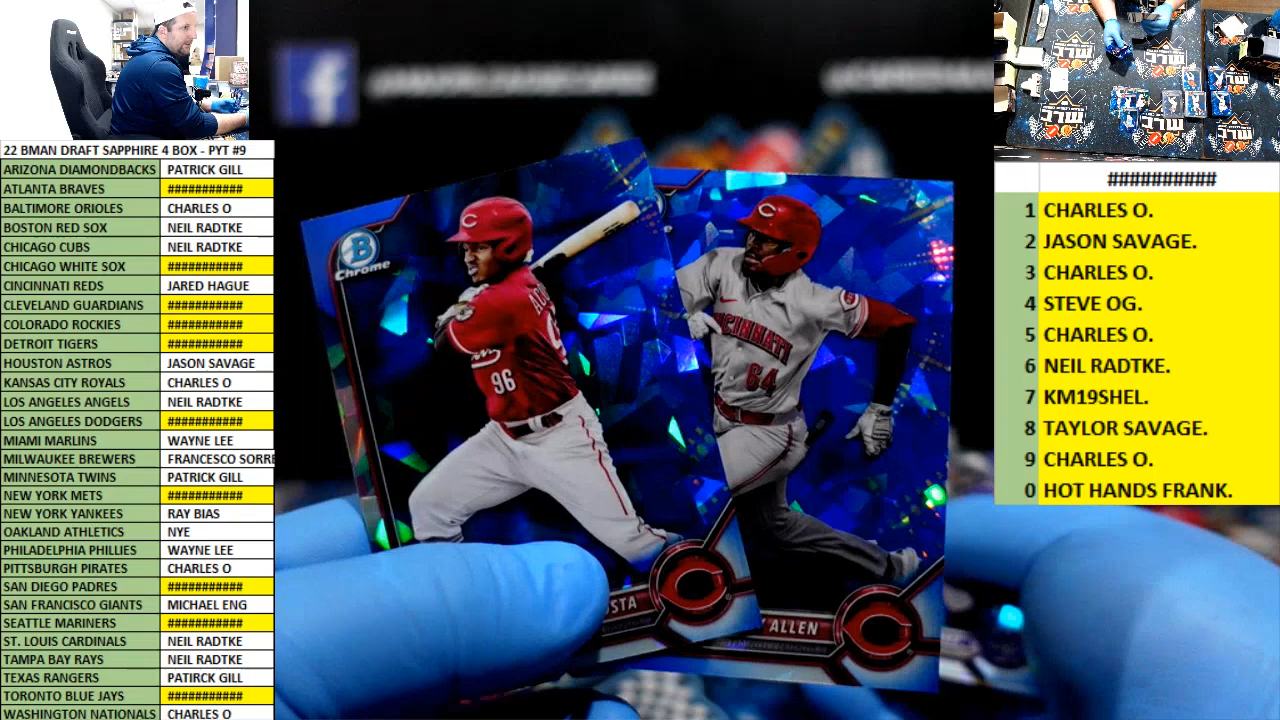 22 BMAN DRAFT SAPPHIRE 4 BOX - PYT #9
ARIZONA DIAMONDBACKS PATRICK GILL
ATLANTA BRAVES ##########
BALTIMORE ORIOLES CHARLES O
BOSTON RED SOX NEIL RADTKE
CHICAGO CUBS NEIL RADTKE
CHICAGO WHITE SOX ##########
CINCINNATI REDS JARED HAGUE
CLEVELAND GUARDIANS ##########
COLORADO ROCKIES ##########
DETROIT TIGERS ##########
HOUSTON ASTROS JASON SAVAGE
KANSAS CITY ROYALS CHARLES O
LOS ANGELES ANGELS NEIL RADTKE
LOS ANGELES DODGERS ##########
MIAMI MARLINS WAYNE LEE
MILWAUKEE BREWERS FRANCESCO SORRE
MINNESOTA TWINS PATRICK GILL
NEW YORK METS ##########
NEW YORK YANKEES RAY BIAS
OAKLAND ATHLETICS NYE
PHILADELPHIA PHILLIES WAYNE LEE
PITTSBURGH PIRATES CHARLES O
SAN DIEGO PADRES ##########
SAN FRANCISCO GIANTS MICHAEL ENG
SEATTLE MARINERS ##########
ST. LOUIS CARDINALS NEIL RADTKE
TAMPA BAY RAYS NEIL RADTKE
TEXAS RANGERS PATIRCK GILL
TORONTO BLUE JAYS ##########
WASHINGTON NATIONALS CHARLES O
B
Chrome
96
OSTA
CINCINNATI
64
Y ALLEN
MLC
##########
1 CHARLES O.
2 JASON SAVAGE.
3 CHARLES O.
4 STEVE OG.
5 CHARLES O.
6 NEIL RADTKE.
7 KM19SHEL.
8 TAYLOR SAVAGE.
9 CHARLES O.
0 HOT HANDS FRANK.